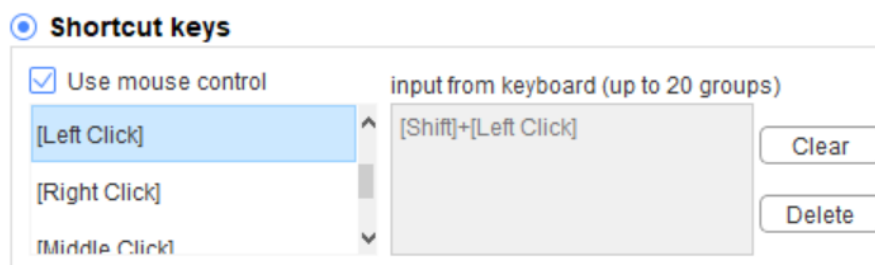 Shortcut keys
Use mouse control
input from keyboard (up to 20 groups)
[Left Click]
[Shift]+[Left Click]
Clear
[Right Click]
Delete
[Middle Click]